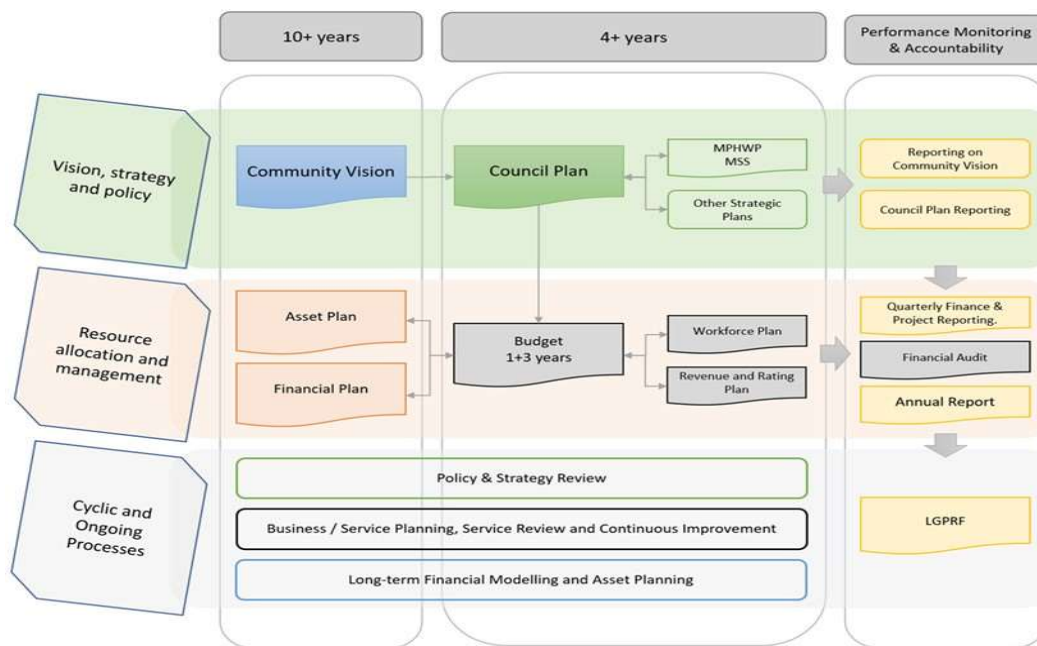 10+ years
4+ years
Performance Monitoring
& Accountability
Vision, strategy
and policy
Community Vision
Council Plan
MPHWP
MSS
Other Strategic
Plans
Reporting on
Community Vision
Council Plan Reporting
Resource
allocation and
management
Asset Plan
Financial Plan
Budget
1+3 years
Workforce Plan
Revenue and Rating
Plan
Quarterly Finance &
Project Reporting.
Financial Audit
Annual Report
Cyclic and
Ongoing
Processes
Policy & Strategy Review
Business / Service Planning, Service Review and Continuous Improvement
Long-term Financial Modelling and Asset Planning
LGPRF